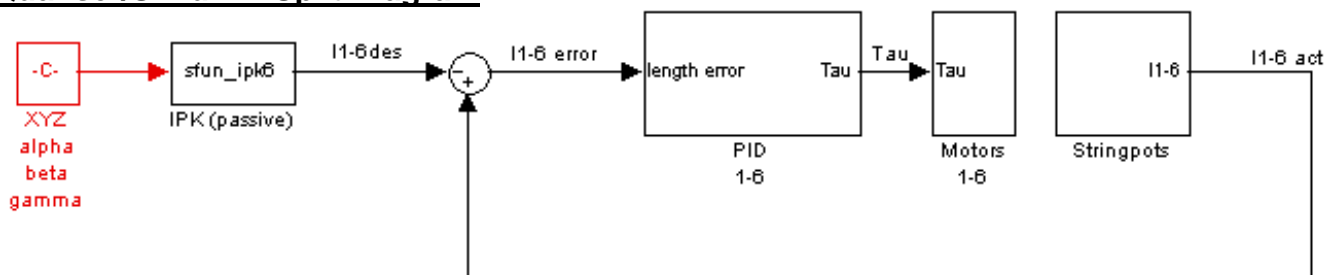 l1-6des
l1-6 error
Tau
l1-6 act
-C-
sfun_ipk6
length error
Tau
Tau
l1-6
XYZ
alpha
beta
gamma
IPK (passive)
PID
1-6
Motors
1-6
Stringpots
-
+